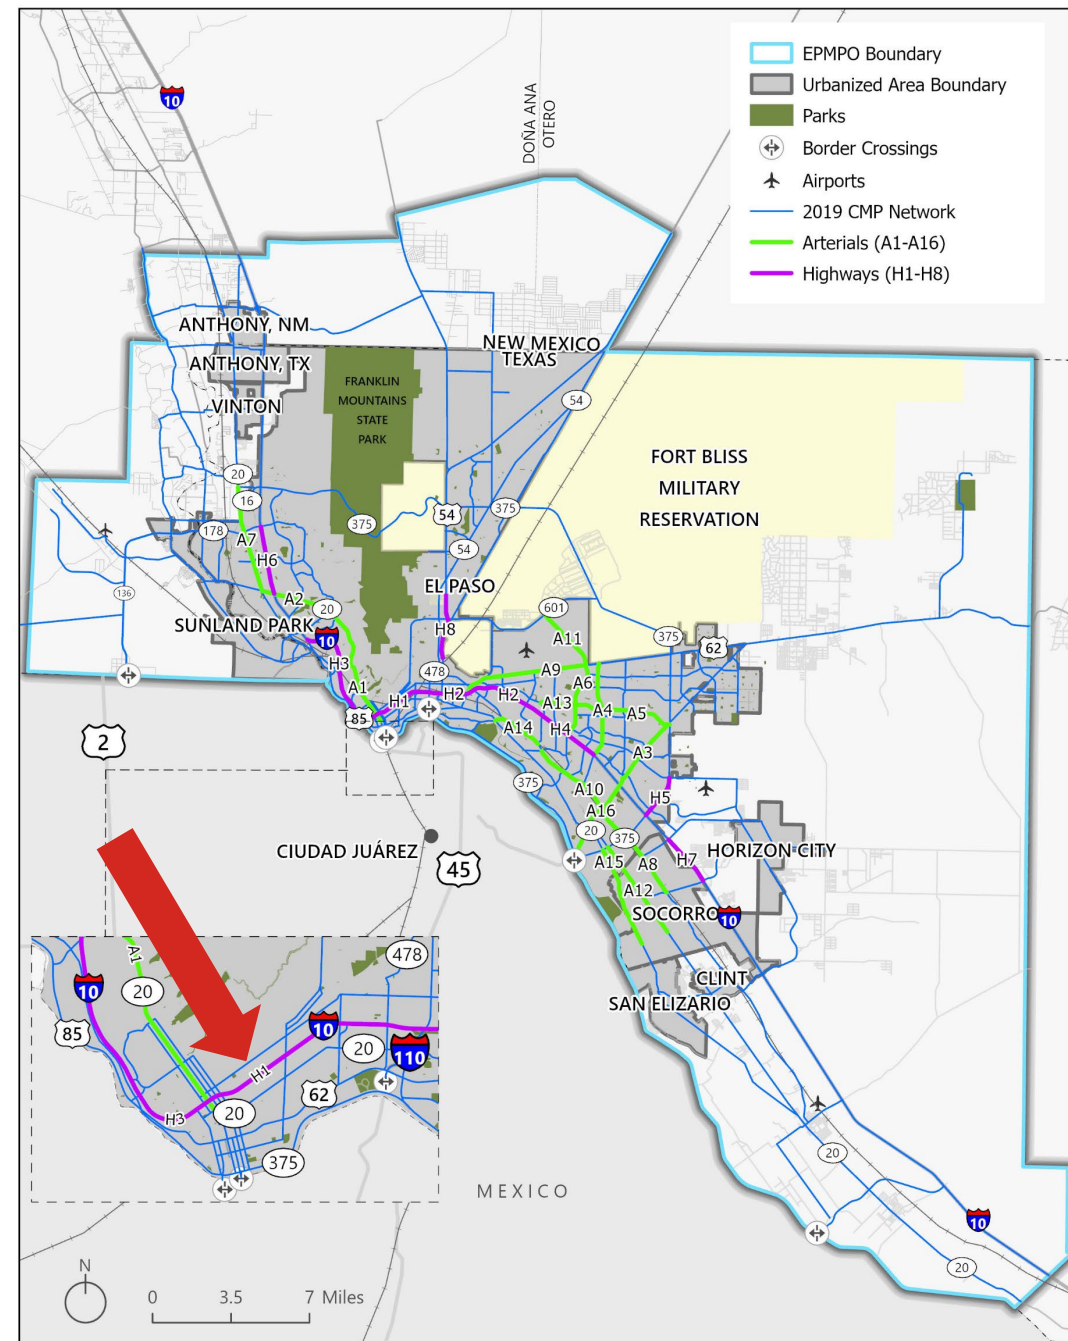 EPMPO Boundary
Urbanized Area Boundary
Parks
Border Crossings
Airports
2019 CMP Network
Arterials (A1-A16)
Highways (H1-H8)
10
DOÑA ANA
OTERO
ANTHONY, NM
NEW MEXICO
TEXAS
ANTHONY, TX
VINTON
FRANKLIN
MOUNTAINS
STATE
PARK
54
FORT BLISS
MILITARY
RESERVATION
20
16
375
54
375
178
A7
H6
54
136
A2
20
EL PASO
601
SUNLAND PARK
10
H8
A11
375
62
H3
478
A9
A6
A1
H1
H2
H2
A13
A4
A5
85
A14
H4
A3
2
375
A10
H5
A16
20
375
CIUDAD JUÁREZ
45
A15
A8
H7
HORIZON CITY
A12
SOCORRO
10
CLINT
SAN ELIZARIO
A1
478
10
20
85
10
20
110
H1
62
H3
20
375
20
MEXICO
10
20
N
0 3.5 7 Miles